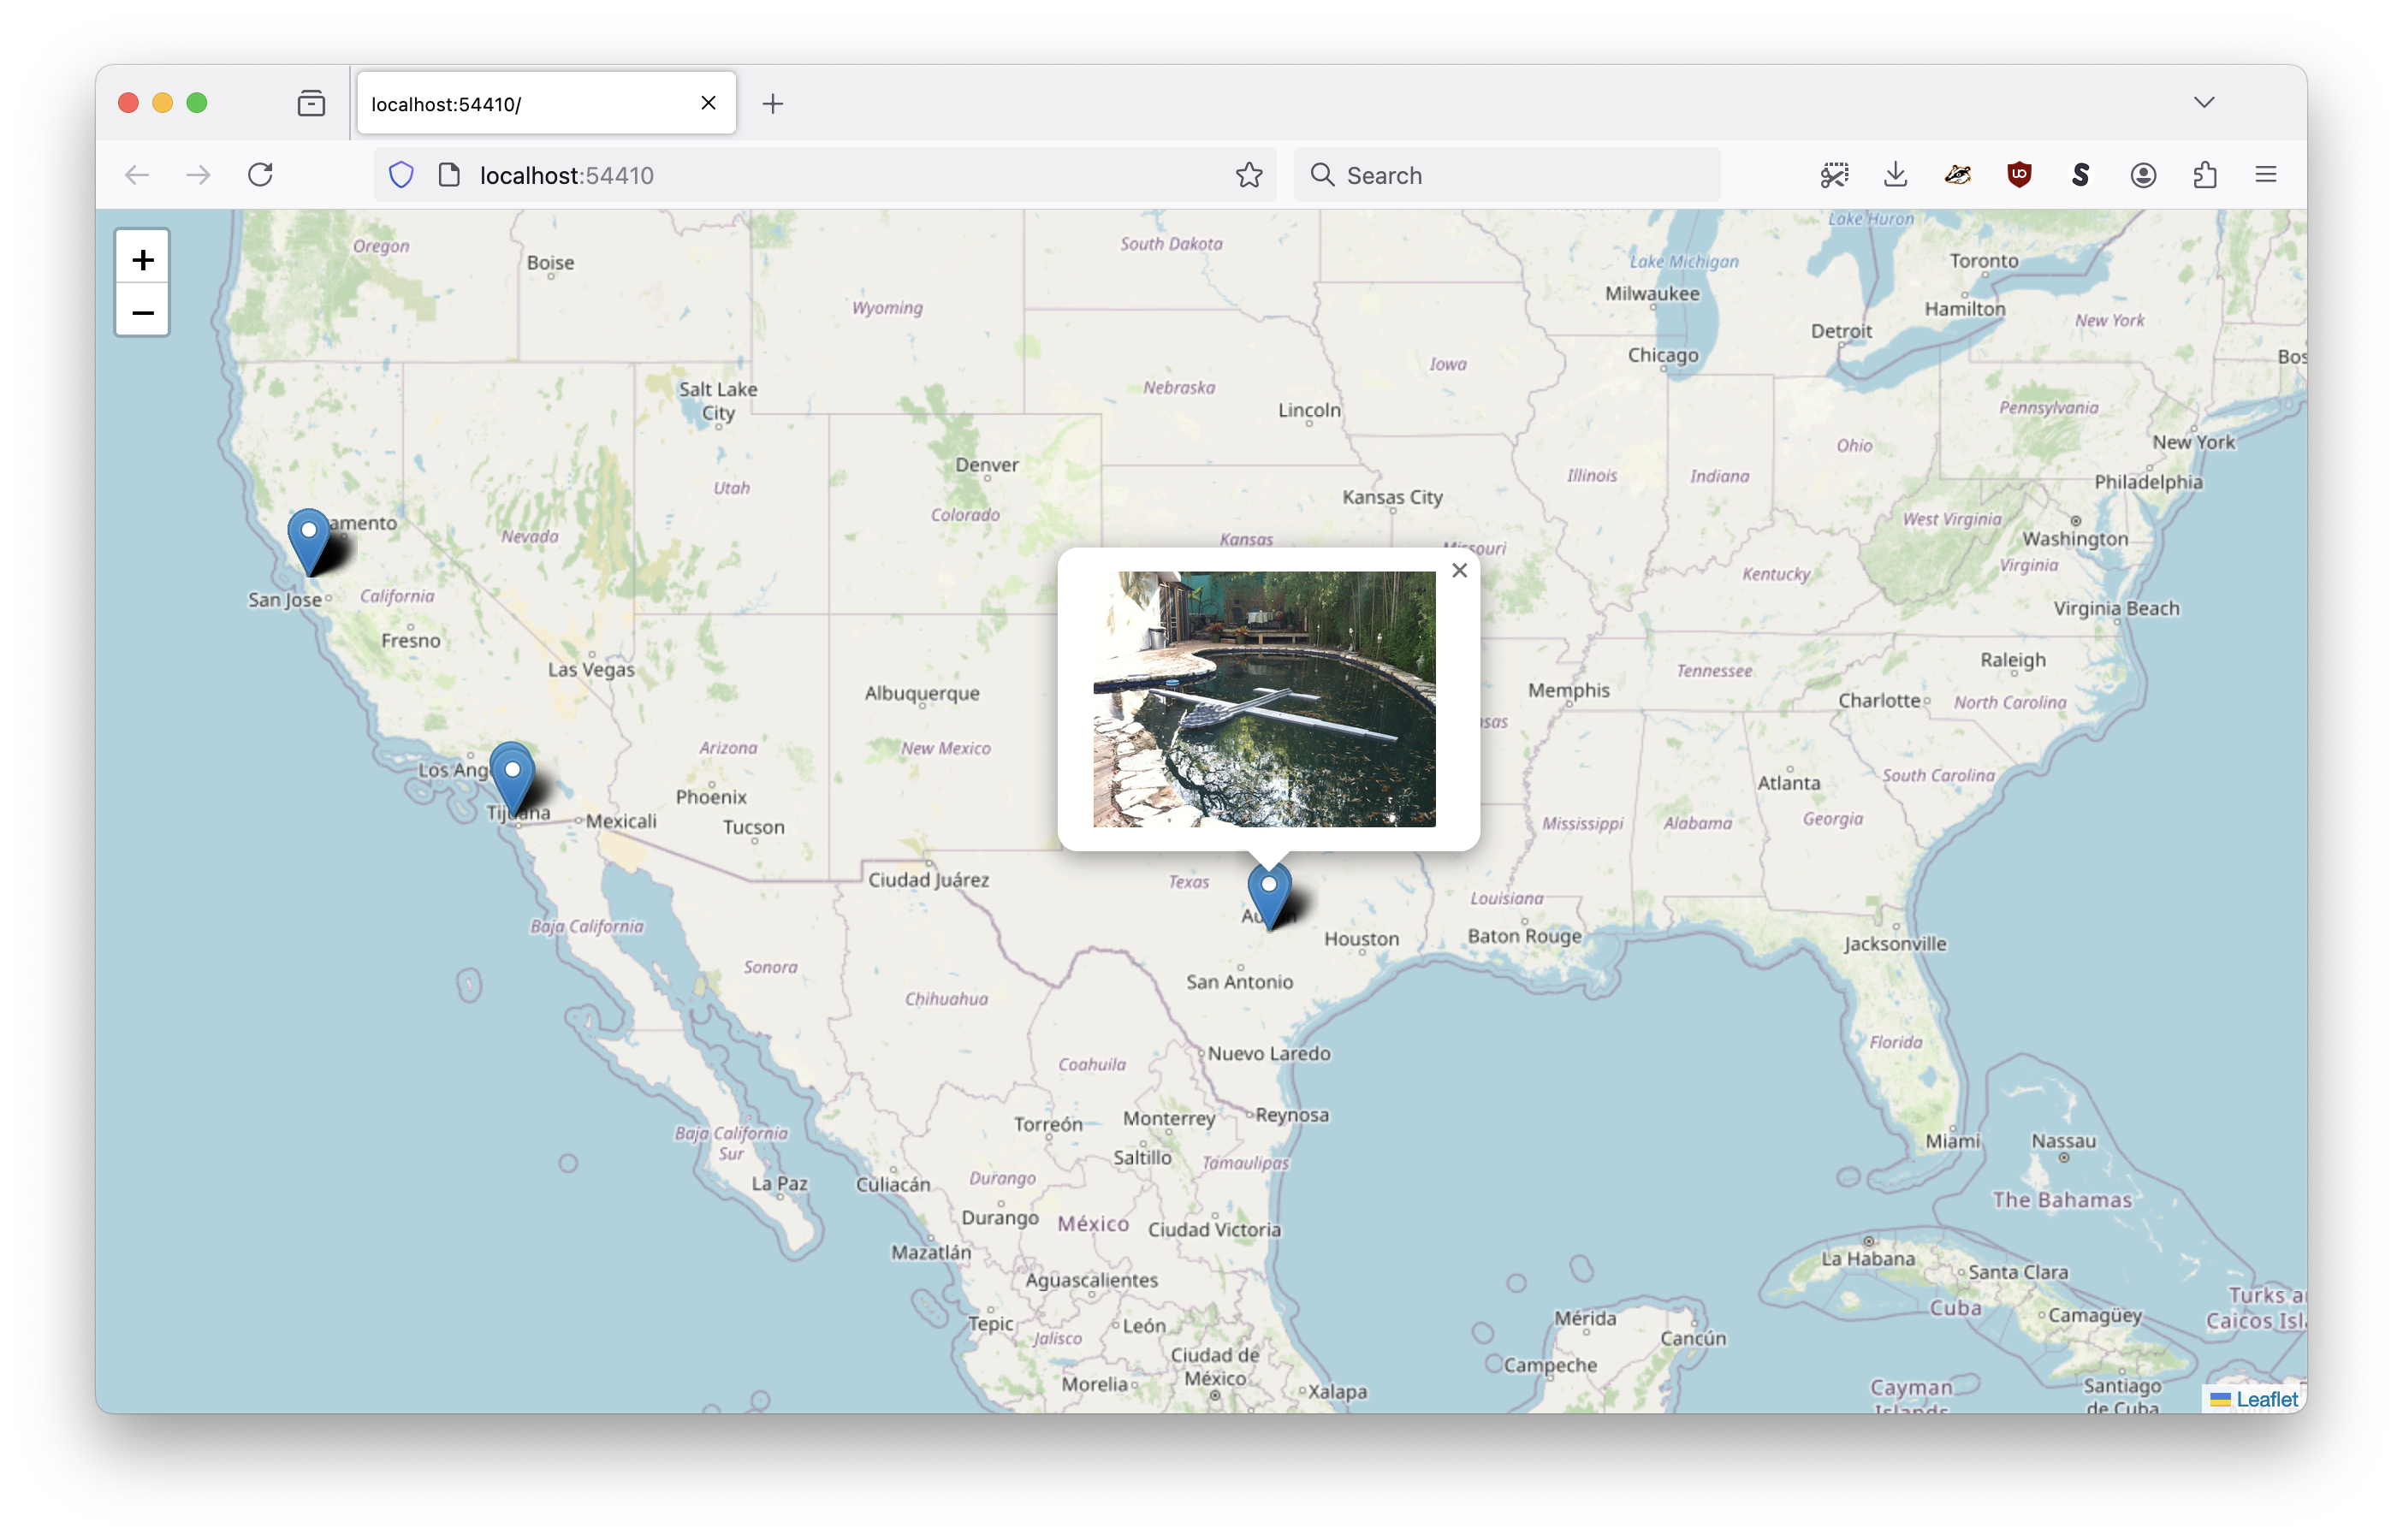 localhost:54410/
localhost:54410
Search
+
−
Oregon
Boise
South Dakota
Lake Huron
Lake Michigan
Toronto
Wyoming
Milwaukee
Hamilton
Detroit
New York
Chicago
Iowa
Salt Lake
City
Nebraska
Lincoln
Pennsylvania
New York
Ohio
Denver
Utah
Illinois
Indiana
Philadelphia
Kansas City
Colorado
amento
Nevada
Kansas
West Virginia
Washington
Missouri
Virginia
Kentucky
San Jose
California
Virginia Beach
Fresno
Las Vegas
Tennessee
Raleigh
Albuquerque
Memphis
Charlotte
North Carolina
sas
Arizona
New Mexico
Los Ang
Phoenix
Atlanta
South Carolina
Tijuana
Mexicali
Tucson
Mississippi
Alabama
Georgia
Ciudad Juárez
Texas
Louisiana
Baja California
Houston
Baton Rouge
Jacksonville
Sonora
San Antonio
Chihuahua
Florida
Coahuila
Nuevo Laredo
Torreón
Monterrey
Reynosa
Baja California
Sur
Saltillo
Tamaulipas
Miami
Nassau
La Paz
Culiacán
Durango
The Bahamas
Durango
México
Ciudad Victoria
Mazatlán
La Habana
Santa Clara
Aguascalientes
Turks a
Caicos Isl
Cuba
Camagüey
Tepic
León
Mérida
Jalisco
Cancún
Ciudad de
México
Campeche
Morelia
Xalapa
Cayman
Islands
Santiago
de Cuba
Leaflet